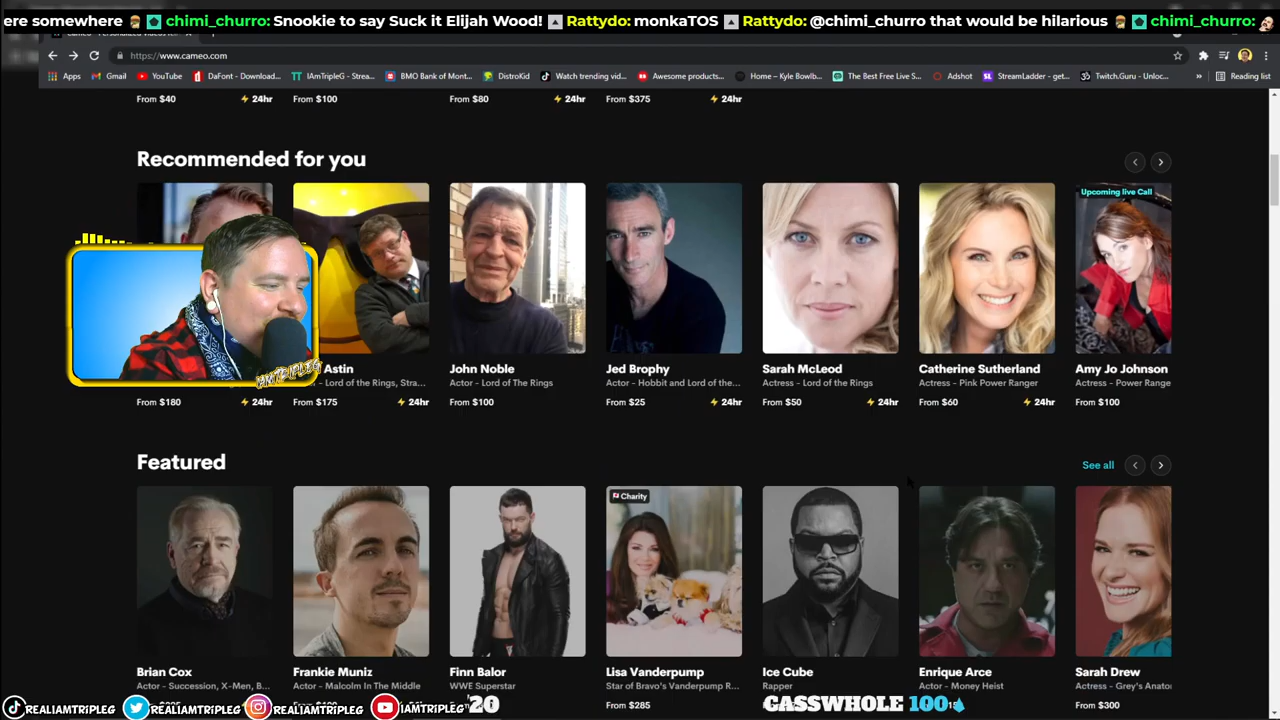 ere somewhere chimi_churro: Snookie to say Suck it Elijah Wood! Rattydo: monkaTOS Rattydo: @chimi_churro that would be hilarious chimi_churro:
https://www.cameo.com
Apps Gmail YouTube DaFont - Download... IAmTripleG - Strea... BMO Bank of Mont... DistroKid Watch trending vid... Awesome products... Home – Kyle Bowlb... The Best Free Live S... Adshot StreamLadder - get... Twitch.Guru - Unloc... » Reading list
From $40 24hr From $100 From $80 24hr From $375 24hr
Recommended for you
Upcoming live Call
IAMTRIPLEG
Astin John Noble Jed Brophy Sarah McLeod Catherine Sutherland Amy Jo Johnson
- Lord of the Rings, Stra... Actor - Lord of The Rings Actor - Hobbit and Lord of the... Actress - Lord of the Rings Actress - Pink Power Ranger Actress - Power Range
From $180 24hr From $175 24hr From $100 From $25 24hr From $50 24hr From $60 24hr From $100
Featured See all
Charity
Brian Cox Frankie Muniz Finn Balor Lisa Vanderpump Ice Cube Enrique Arce Sarah Drew
Actor - Succession, X-Men, B... Actor - Malcolm In The Middle WWE Superstar Star of Bravo's Vanderpump R... Rapper Actor - Money Heist Actress - Grey's Anato
From $285 From $300
REALIAMTRIPLEG REALIAMTRIPLEG REALIAMTRIPLEG REALIAMTRIPLEG 20 CASSWHOLE 100